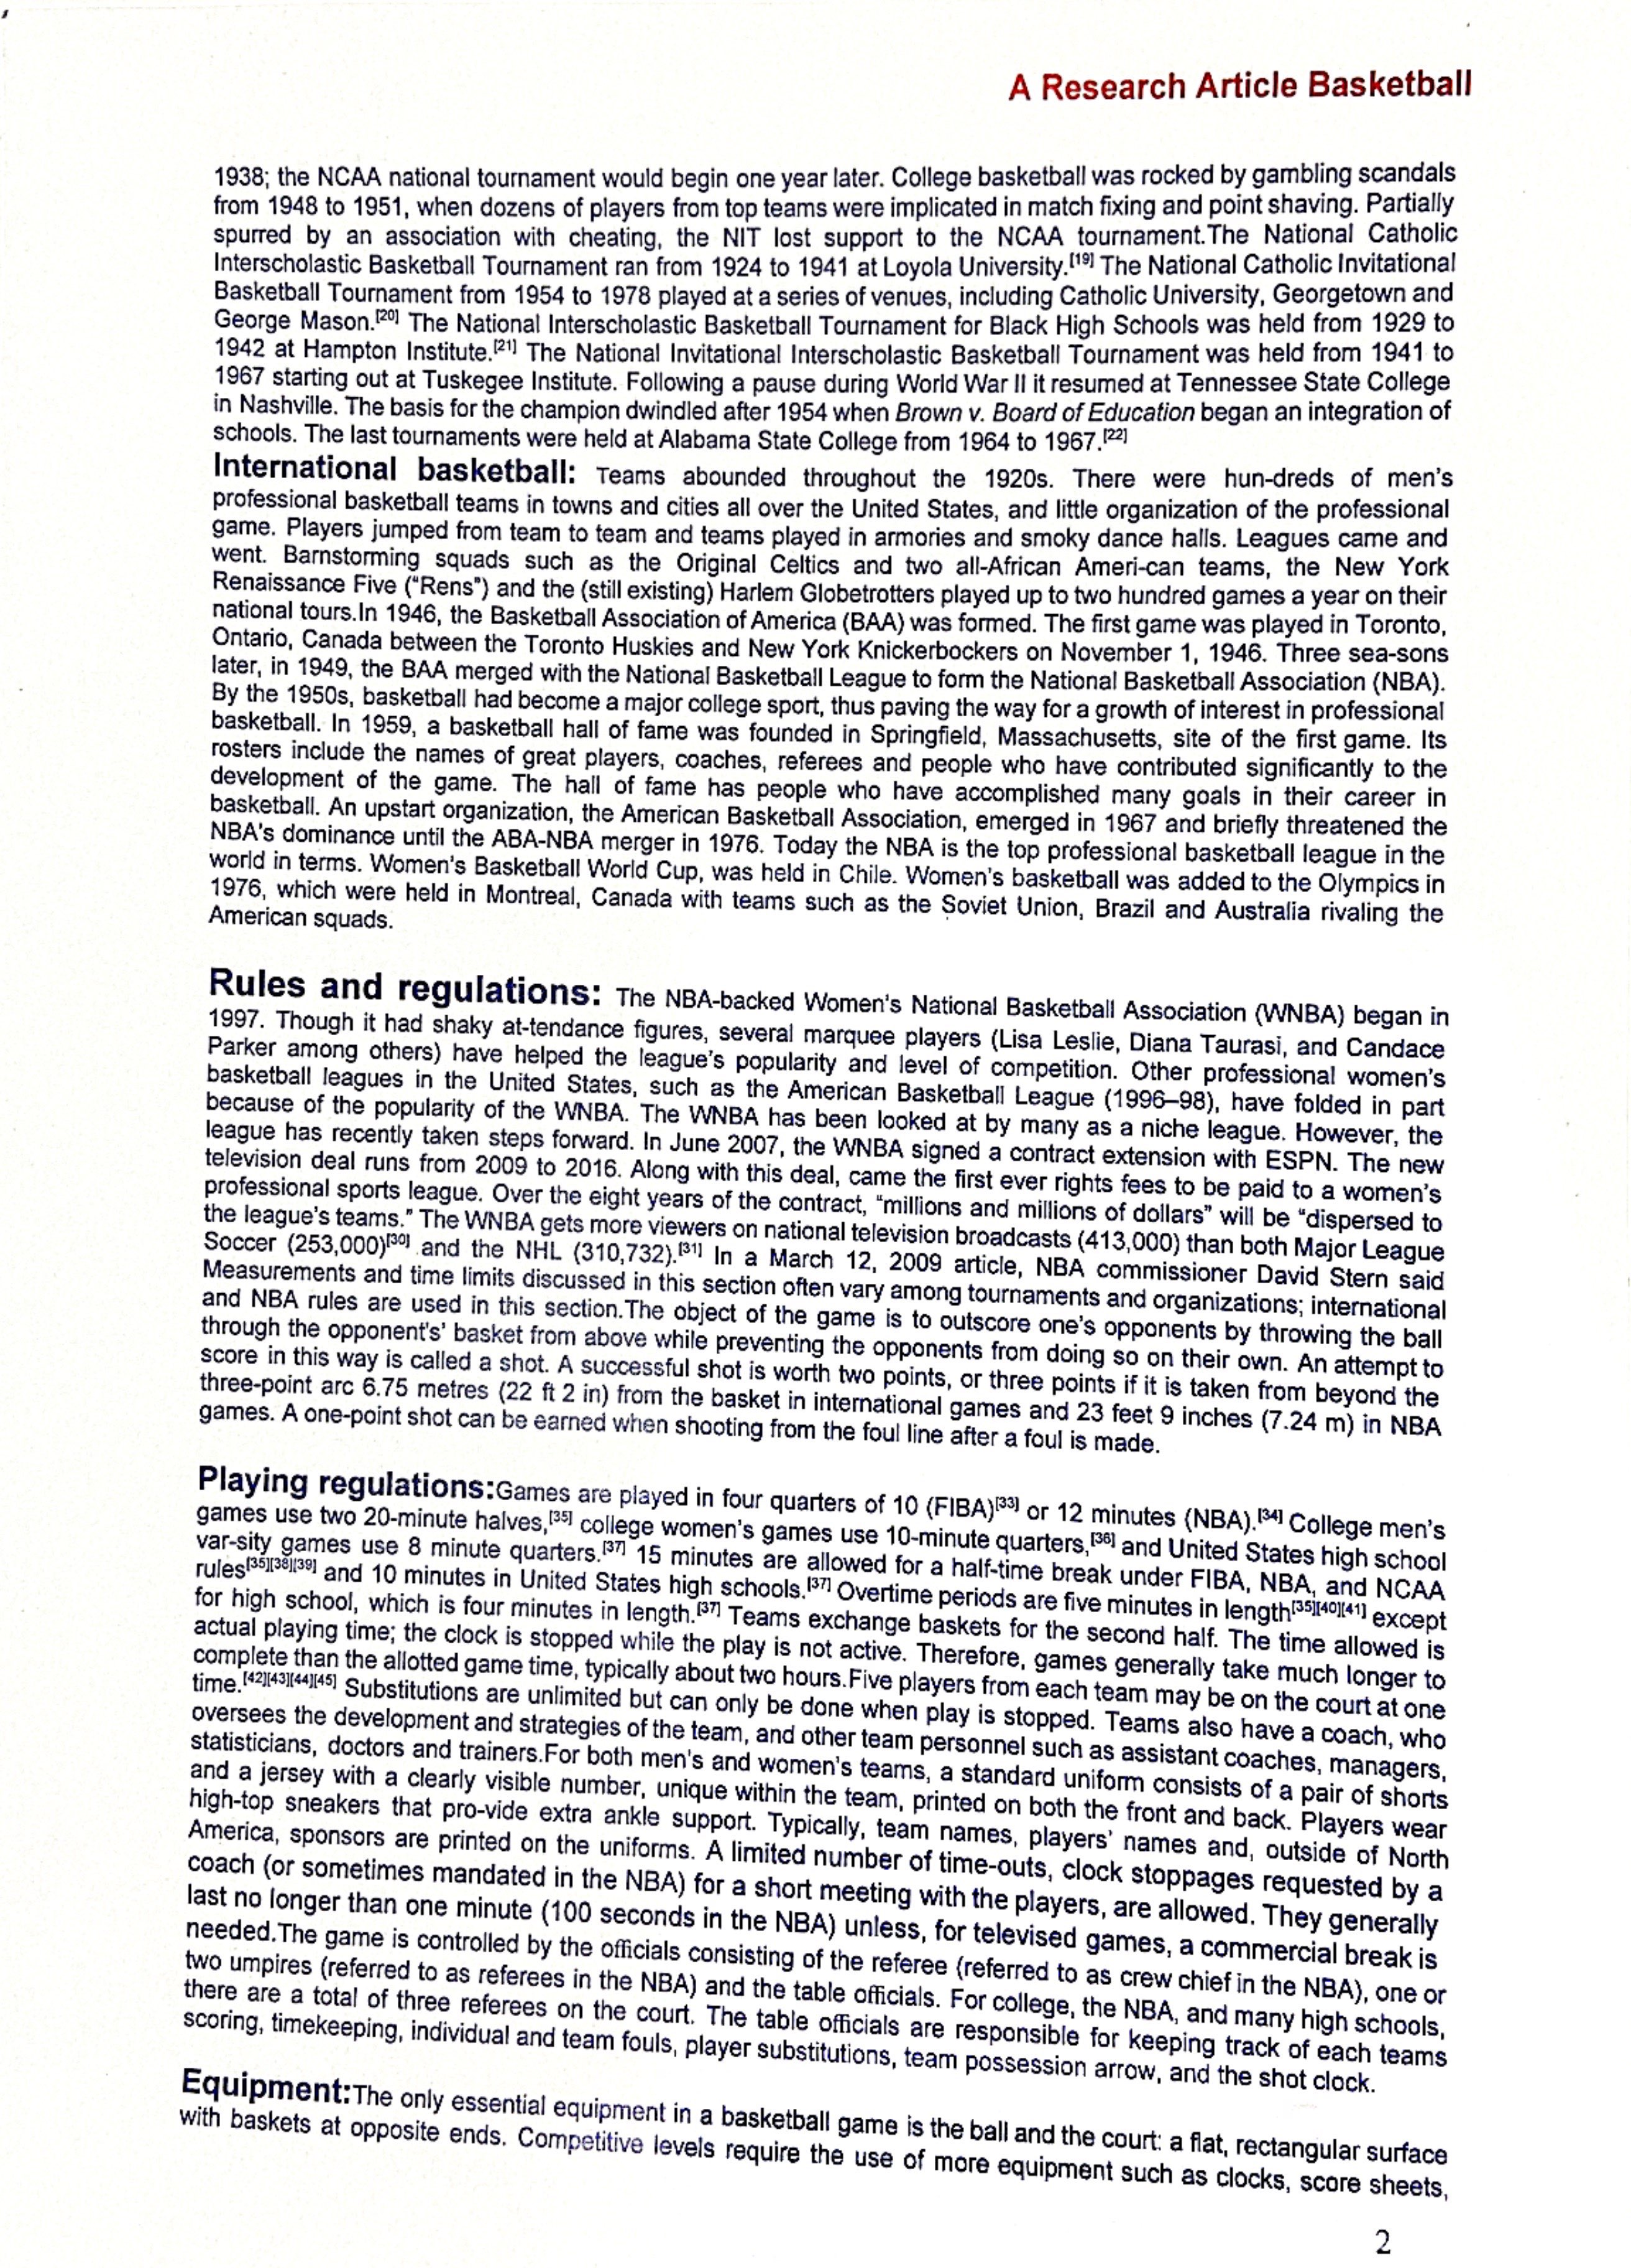 A Research Article Basketball
1938; the NCAA national tournament would begin one year later. College basketball was rocked by gambling scandals
from 1948 to 1951, when dozens of players from top teams were implicated in match fixing and point shaving. Partially
spurred by an association with cheating, the NIT lost support to the NCAA tournament.The National Catholic
Interscholastic Basketball Tournament ran from 1924 to 1941 at Loyola University.[19] The National Catholic Invitational
Basketball Tournament from 1954 to 1978 played at a series of venues, including Catholic University, Georgetown and
George Mason.[20] The National Interscholastic Basketball Tournament for Black High Schools was held from 1929 to
1942 at Hampton Institute.[21] The National Invitational Interscholastic Basketball Tournament was held from 1941 to
1967 starting out at Tuskegee Institute. Following a pause during World War II it resumed at Tennessee State College
in Nashville. The basis for the champion dwindled after 1954 when Brown v. Board of Education began an integration of
schools. The last tournaments were held at Alabama State College from 1964 to 1967.[22]
International basketball: Teams abounded throughout the 1920s. There were hun-dreds of men's
professional basketball teams in towns and cities all over the United States, and little organization of the professional
game. Players jumped from team to team and teams played in armories and smoky dance halls. Leagues came and
went. Barnstorming squads such as the Original Celtics and two all-African Ameri-can teams, the New York
Renaissance Five ("Rens") and the (still existing) Harlem Globetrotters played up to two hundred games a year on their
national tours.In 1946, the Basketball Association of America (BAA) was formed. The first game was played in Toronto,
Ontario, Canada between the Toronto Huskies and New York Knickerbockers on November 1, 1946. Three sea-sons
later, in 1949, the BAA merged with the National Basketball League to form the National Basketball Association (NBA).
By the 1950s, basketball had become a major college sport, thus paving the way for a growth of interest in professional
basketball. In 1959, a basketball hall of fame was founded in Springfield, Massachusetts, site of the first game. Its
rosters include the names of great players, coaches, referees and people who have contributed significantly to the
development of the game. The hall of fame has people who have accomplished many goals in their career in
basketball. An upstart organization, the American Basketball Association, emerged in 1967 and briefly threatened the
NBA's dominance until the ABA-NBA merger in 1976. Today the NBA is the top professional basketball league in the
world in terms. Women's Basketball World Cup, was held in Chile. Women's basketball was added to the Olympics in
1976, which were held in Montreal, Canada with teams such as the Soviet Union, Brazil and Australia rivaling the
American squads.
Rules and regulations: The NBA-backed Women's National Basketball Association (WNBA) began in
1997. Though it had shaky at-tendance figures, several marquee players (Lisa Leslie, Diana Taurasi, and Candace
Parker among others) have helped the league's popularity and level of competition. Other professional women's
basketball leagues in the United States, such as the American Basketball League (1996–98), have folded in part
because of the popularity of the WNBA. The WNBA has been looked at by many as a niche league. However, the
league has recently taken steps forward. In June 2007, the WNBA signed a contract extension with ESPN. The new
television deal runs from 2009 to 2016. Along with this deal, came the first ever rights fees to be paid to a women's
professional sports league. Over the eight years of the contract, "millions and millions of dollars" will be "dispersed to
the league's teams." The WNBA gets more viewers on national television broadcasts (413,000) than both Major League
Soccer (253,000)[30] and the NHL (310,732).[31] In a March 12, 2009 article, NBA commissioner David Stern said
Measurements and time limits discussed in this section often vary among tournaments and organizations; international
and NBA rules are used in this section.The object of the game is to outscore one's opponents by throwing the ball
through the opponent's' basket from above while preventing the opponents from doing so on their own. An attempt to
score in this way is called a shot. A successful shot is worth two points, or three points if it is taken from beyond the
three-point arc 6.75 metres (22 ft 2 in) from the basket in international games and 23 feet 9 inches (7.24 m) in NBA
games. A one-point shot can be earned when shooting from the foul line after a foul is made.
Playing regulations:Games are played in four quarters of 10 (FIBA)[33] or 12 minutes (NBA).[34] College men's
games use two 20-minute halves,[35] college women's games use 10-minute quarters,[36] and United States high school
var-sity games use 8 minute quarters.[37] 15 minutes are allowed for a half-time break under FIBA, NBA, and NCAA
rules[35][38][39] and 10 minutes in United States high schools.[37] Overtime periods are five minutes in length[35][40][41] except
for high school, which is four minutes in length.[37] Teams exchange baskets for the second half. The time allowed is
actual playing time; the clock is stopped while the play is not active. Therefore, games generally take much longer to
complete than the allotted game time, typically about two hours.Five players from each team may be on the court at one
time.[42][43][44][45] Substitutions are unlimited but can only be done when play is stopped. Teams also have a coach, who
oversees the development and strategies of the team, and other team personnel such as assistant coaches, managers,
statisticians, doctors and trainers.For both men's and women's teams, a standard uniform consists of a pair of shorts
and a jersey with a clearly visible number, unique within the team, printed on both the front and back. Players wear
high-top sneakers that pro-vide extra ankle support. Typically, team names, players' names and, outside of North
America, sponsors are printed on the uniforms. A limited number of time-outs, clock stoppages requested by a
coach (or sometimes mandated in the NBA) for a short meeting with the players, are allowed. They generally
last no longer than one minute (100 seconds in the NBA) unless, for televised games, a commercial break is
needed.The game is controlled by the officials consisting of the referee (referred to as crew chief in the NBA), one or
two umpires (referred to as referees in the NBA) and the table officials. For college, the NBA, and many high schools,
there are a total of three referees on the court. The table officials are responsible for keeping track of each teams
scoring, timekeeping, individual and team fouls, player substitutions, team possession arrow, and the shot clock.
Equipment:The only essential equipment in a basketball game is the ball and the court: a flat, rectangular surface
with baskets at opposite ends. Competitive levels require the use of more equipment such as clocks, score sheets,
2